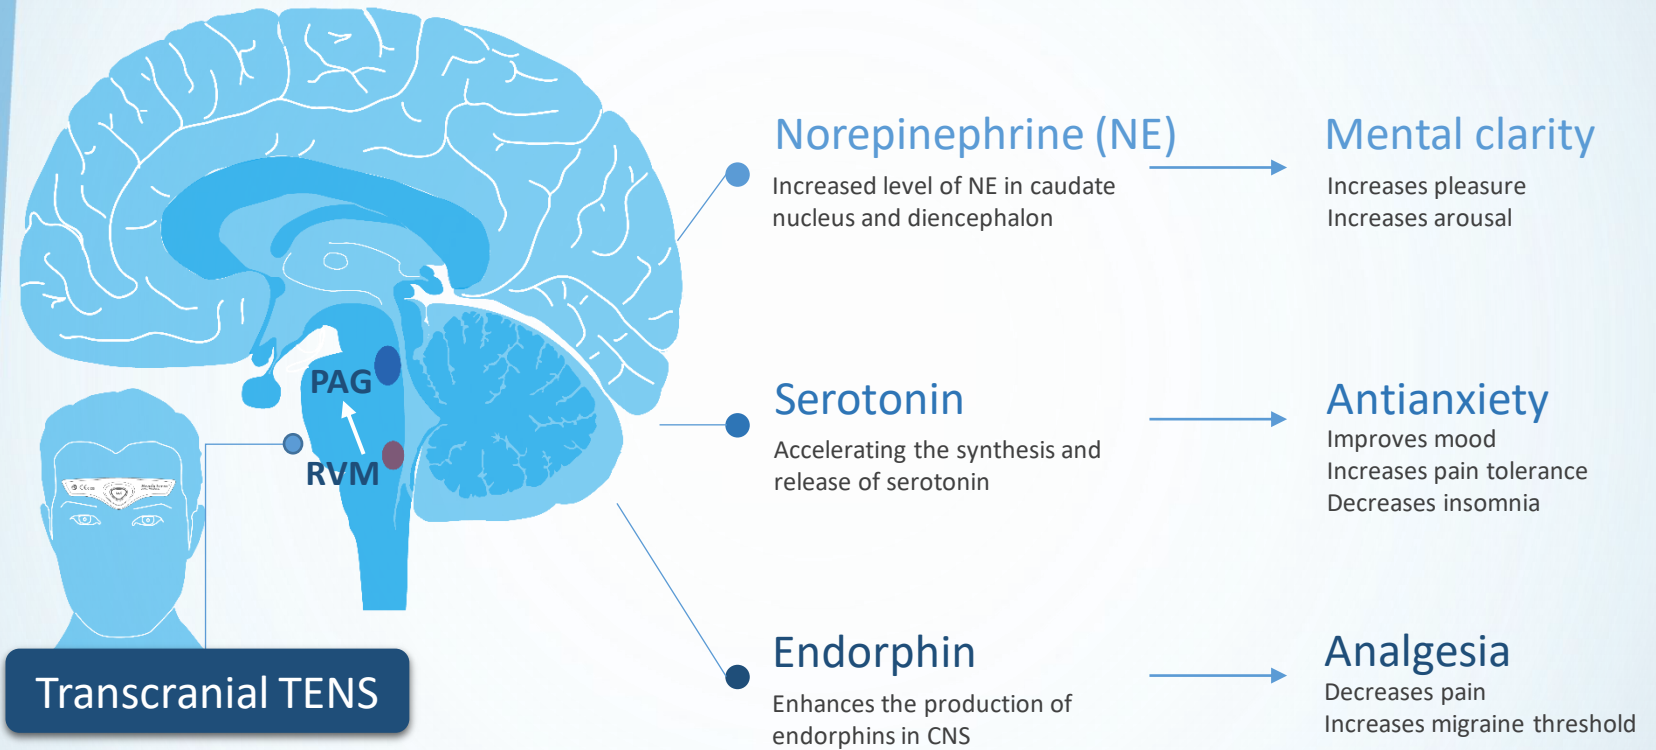 Norepinephrine (NE)
Increased level of NE in caudate
nucleus and diencephalon
Mental clarity
Increases pleasure
Increases arousal
PAG
RVM
Serotonin
Accelerating the synthesis and
release of serotonin
Antianxiety
Improves mood
Increases pain tolerance
Decreases insomnia
Transcranial TENS
Endorphin
Enhances the production of
endorphins in CNS
Analgesia
Decreases pain
Increases migraine threshold